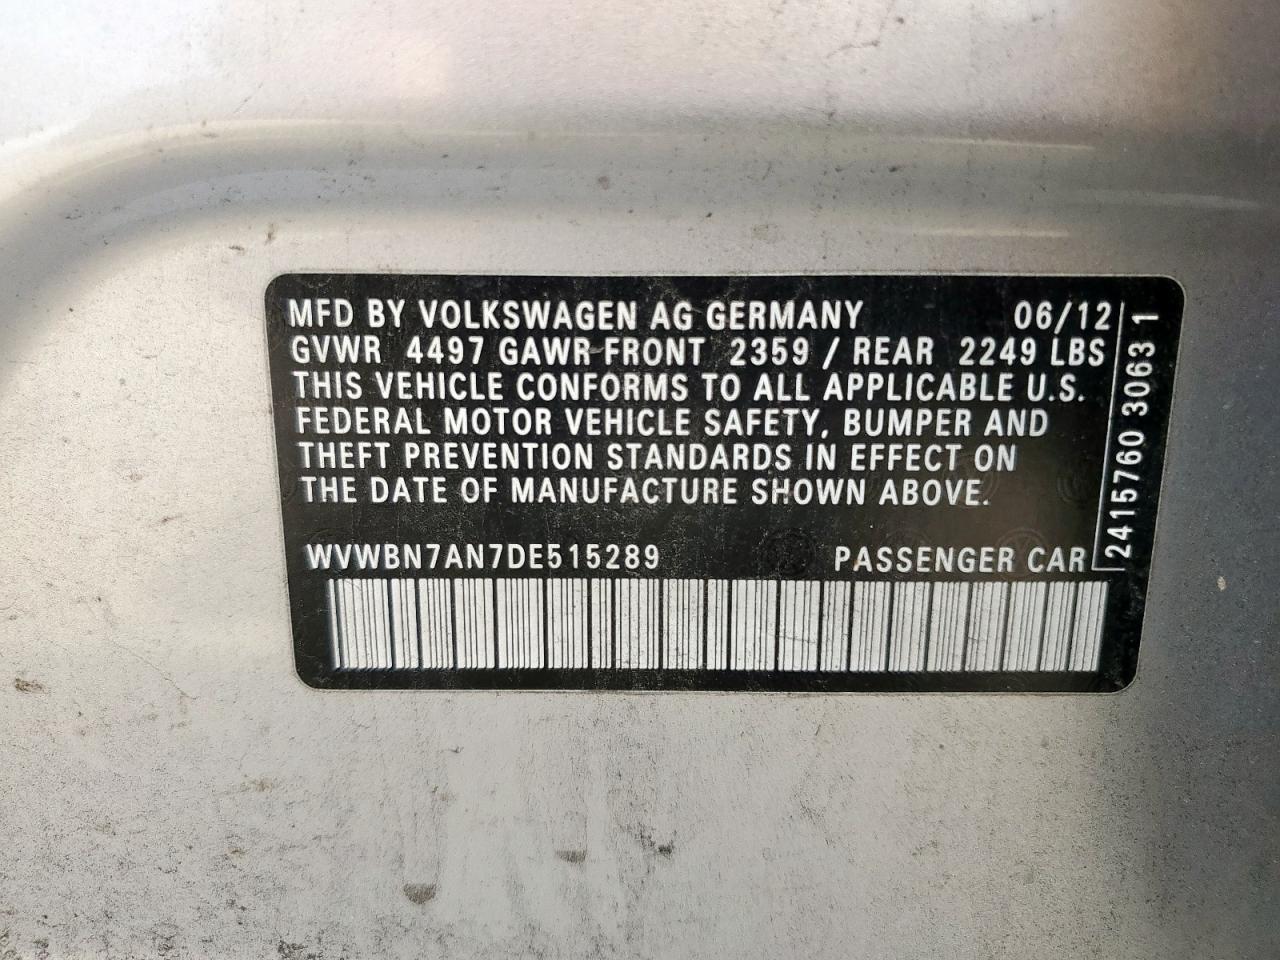 MFD BY VOLKSWAGEN AG GERMANY 06/12
GVWR 4497 GAWR FRONT 2359 / REAR 2249 LBS
THIS VEHICLE CONFORMS TO ALL APPLICABLE U.S.
FEDERAL MOTOR VEHICLE SAFETY, BUMPER AND
THEFT PREVENTION STANDARDS IN EFFECT ON
THE DATE OF MANUFACTURE SHOWN ABOVE.
WVWBN7AN7DE515289 PASSENGER CAR
2415760 3063 1